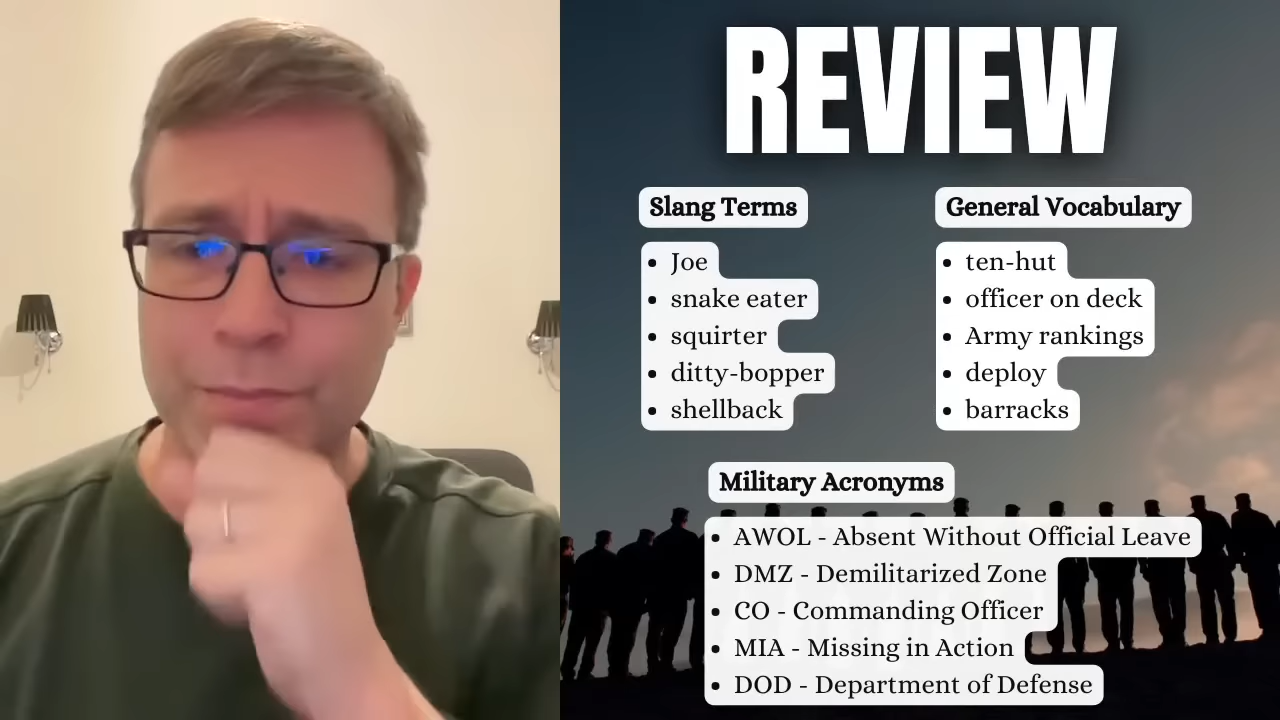 REVIEW
Slang Terms
Joe
snake eater
squirter
ditty-bopper
shellback
General Vocabulary
ten-hut
officer on deck
Army rankings
deploy
barracks
Military Acronyms
AWOL - Absent Without Official Leave
DMZ - Demilitarized Zone
CO - Commanding Officer
MIA - Missing in Action
DOD - Department of Defense